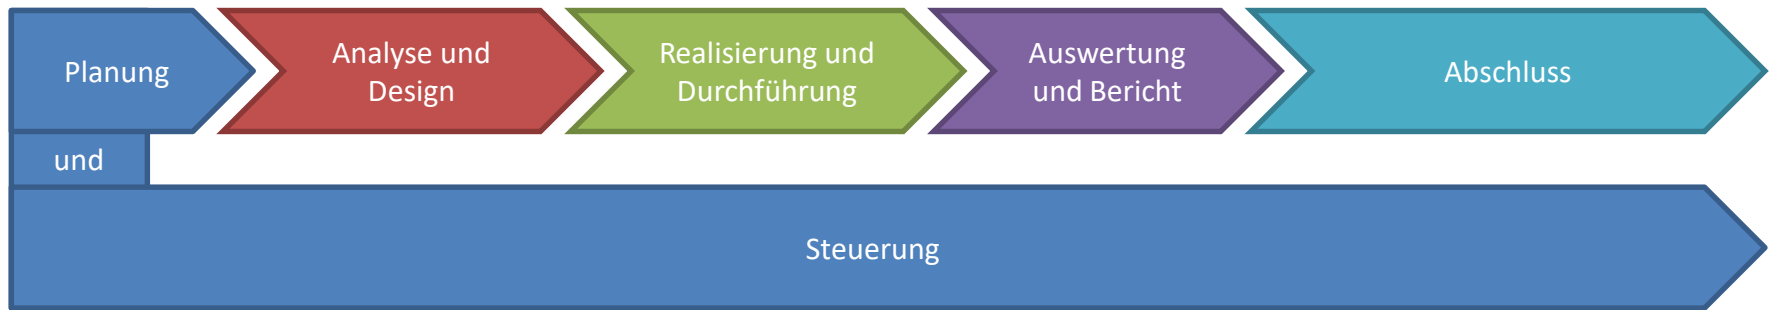 Planung
Analyse und
Design
Realisierung und
Durchführung
Auswertung
und Bericht
Abschluss
und
Steuerung